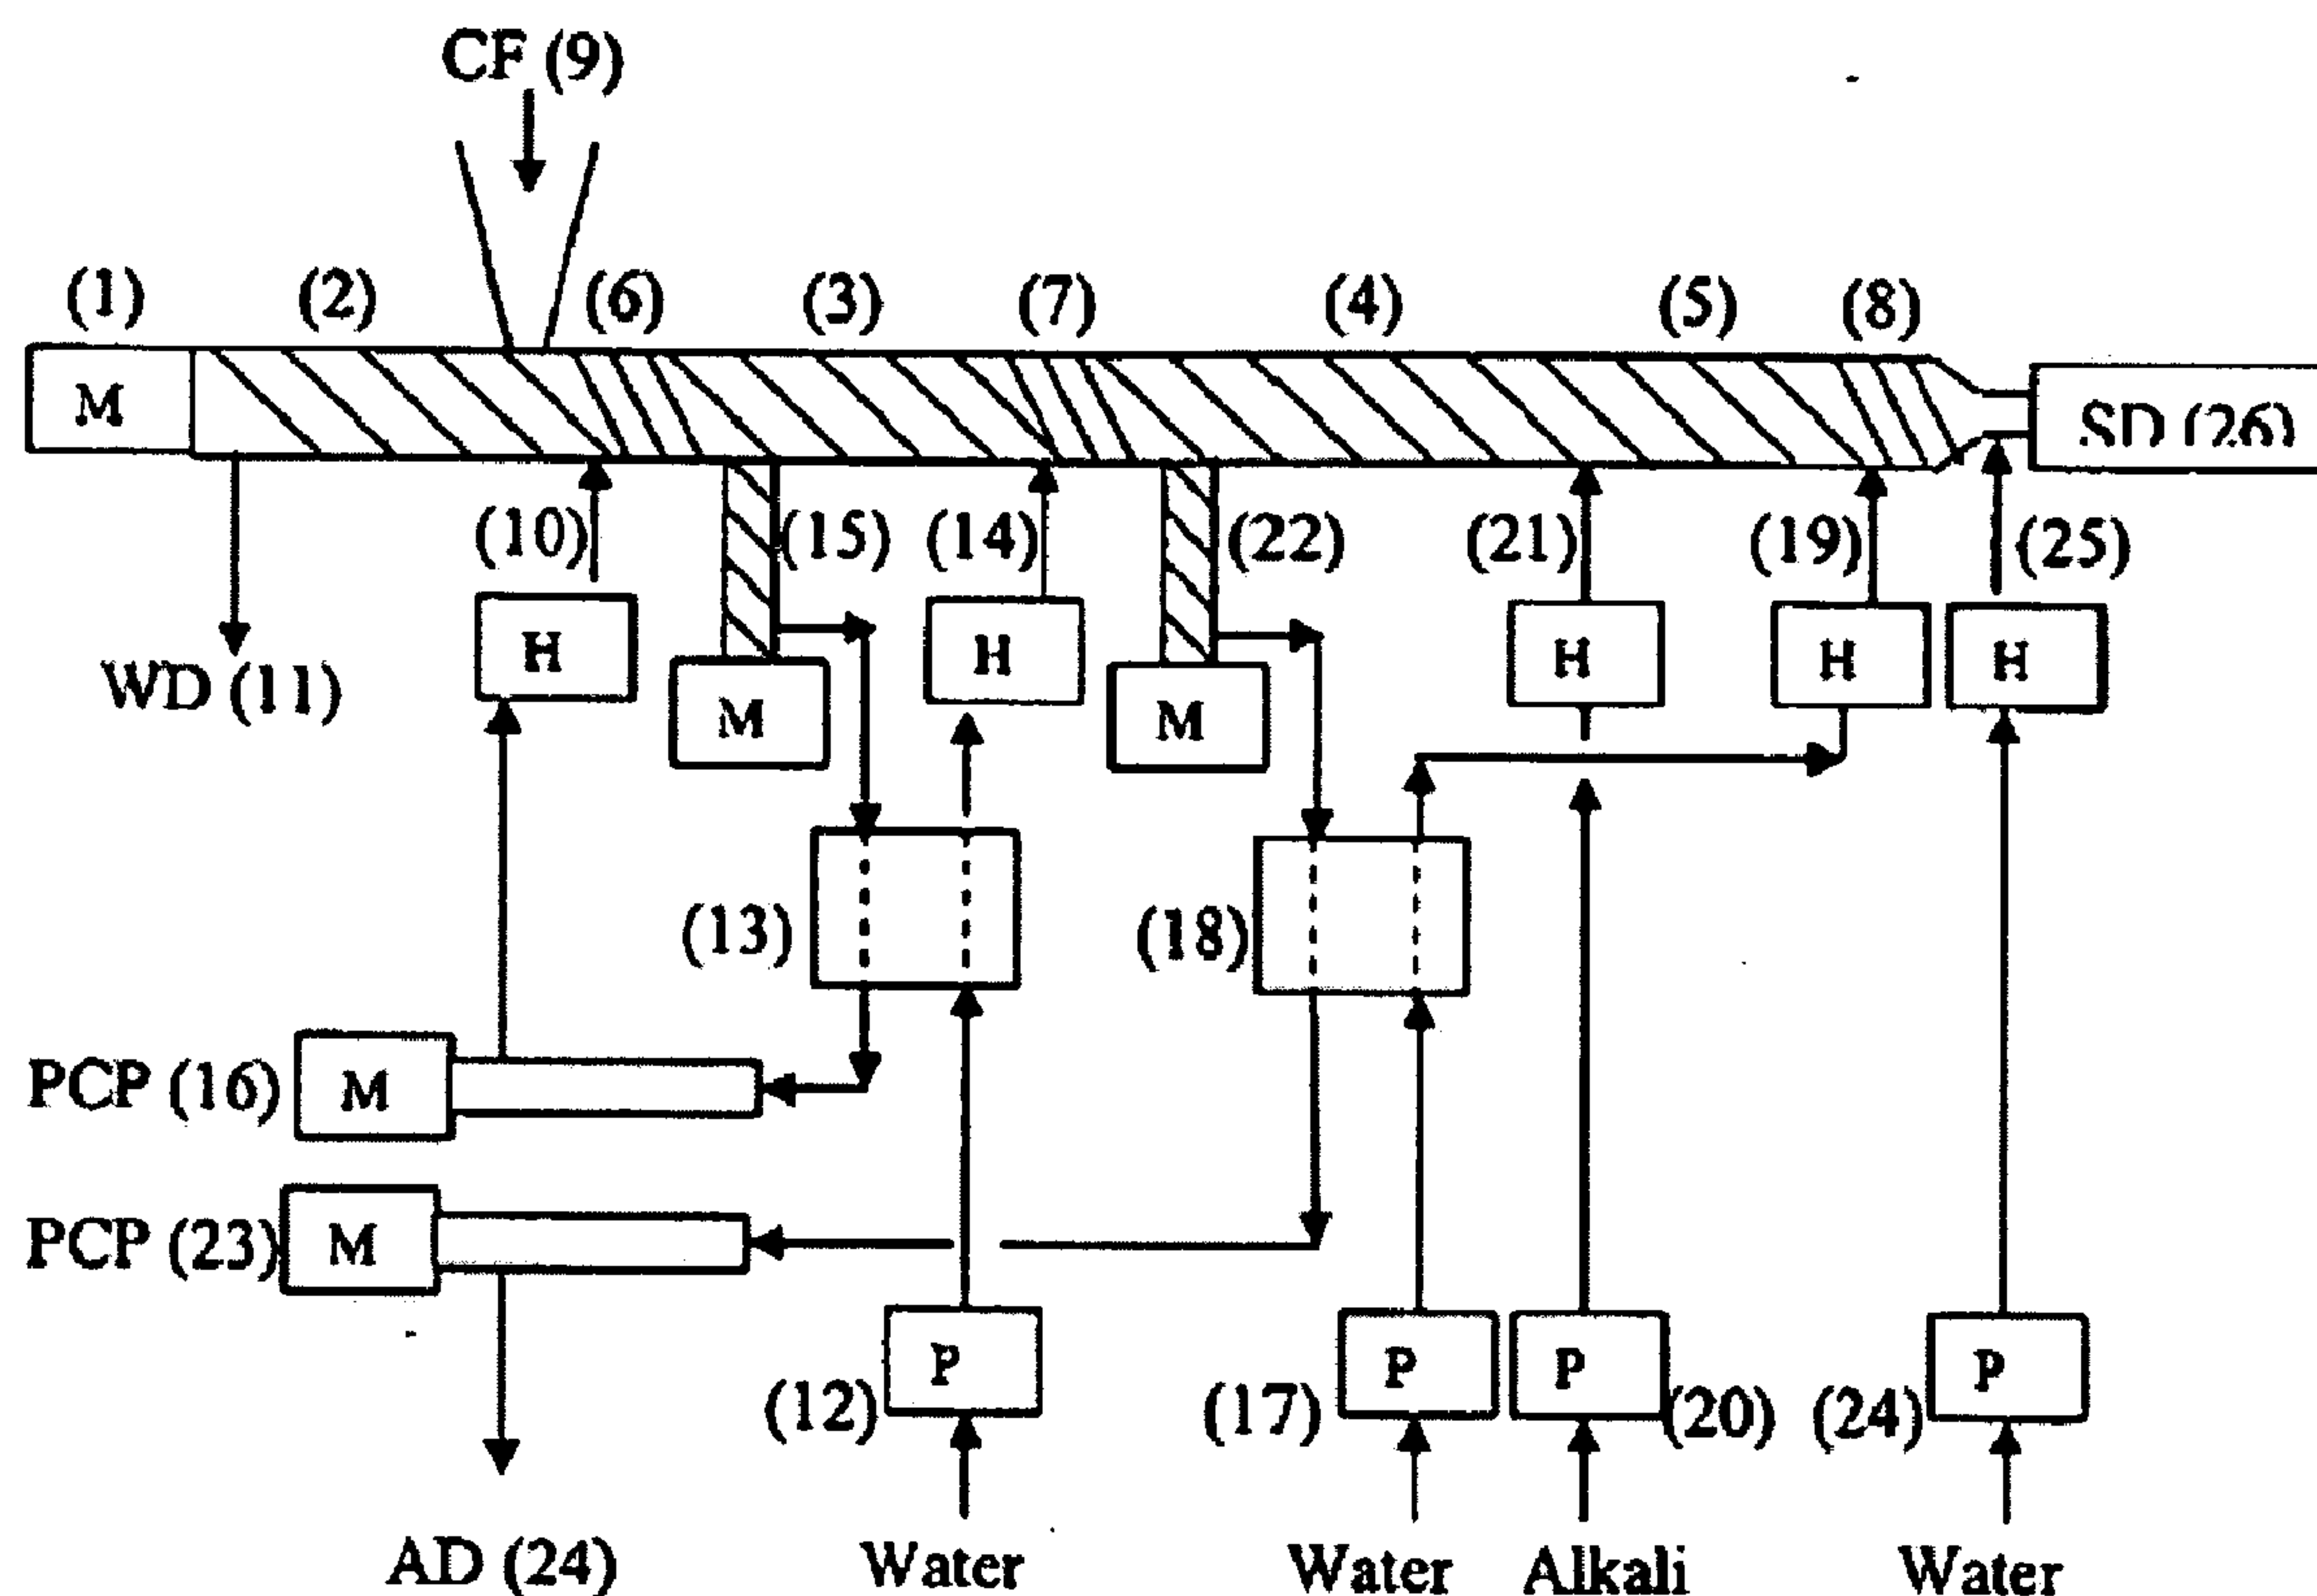 CF (9)
(1) (2) (6) (3) (7) (4) (5) (8)
M
SD (26)
(10) (15) (14) (22) (21) (19) (25)
WD (11)
H H H H H
M M
(13) (18)
PCP (16) M
PCP (23) M
P P P P
(12) (17) (20) (24)
AD (24) Water Water Alkali Water